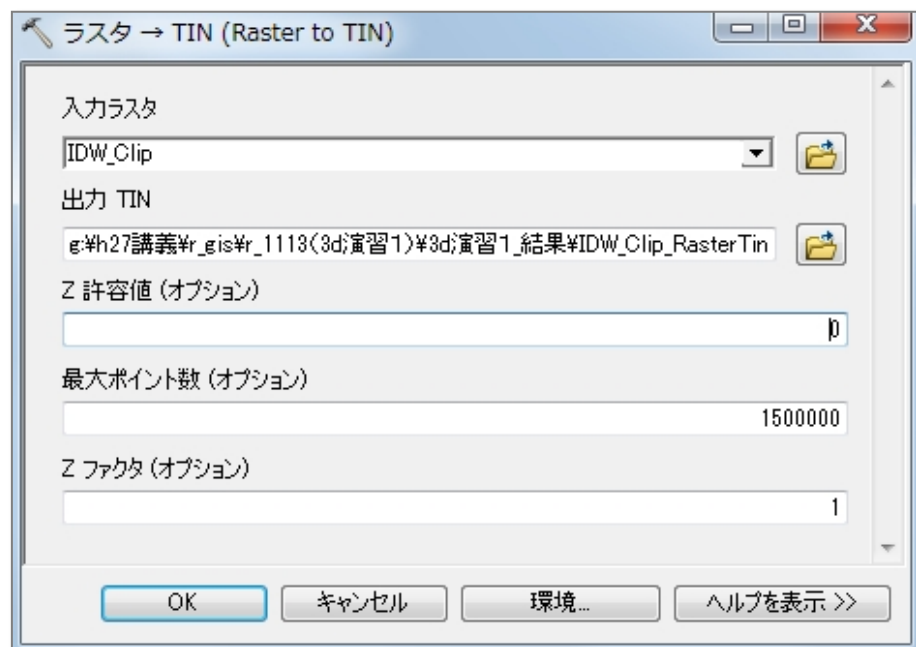 ラスタ → TIN (Raster to TIN)
入力ラスタ
IDW_Clip
出力 TIN
g:¥h27講義¥r_gis¥r_1113(3d演習1)¥3d演習1_結果¥IDW_Clip_RasterTin
Z 許容値 (オプション)
0
最大ポイント数 (オプション)
1500000
Z ファクタ (オプション)
1
OK キャンセル 環境... ヘルプを表示 >>